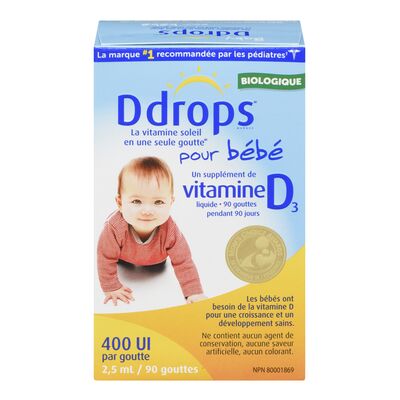 Baby
Ddrops
La marque #1 recommandée par les pédiatres*
BIOLOGIQUE
Ddrops
La vitamine soleil
en une seule goutte
pour bébé
Un supplément de
vitamine D3
liquide • 90 gouttes
pendant 90 jours
Les bébés ont
besoin de la vitamine D
pour une croissance et un
développement sains.
Ne contient aucun agent de
conservation, aucune saveur
artificielle, aucun colorant.
400 UI
par goutte
2,5 mL / 90 gouttes
NPN 80001869